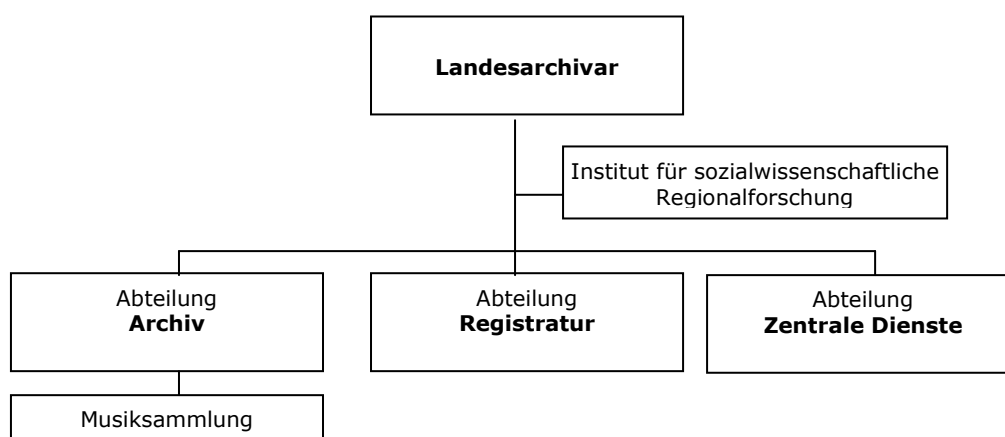 Landesarchivar
Institut für sozialwissenschaftliche
Regionalforschung
Abteilung
Archiv
Abteilung
Registratur
Abteilung
Zentrale Dienste
Musiksammlung